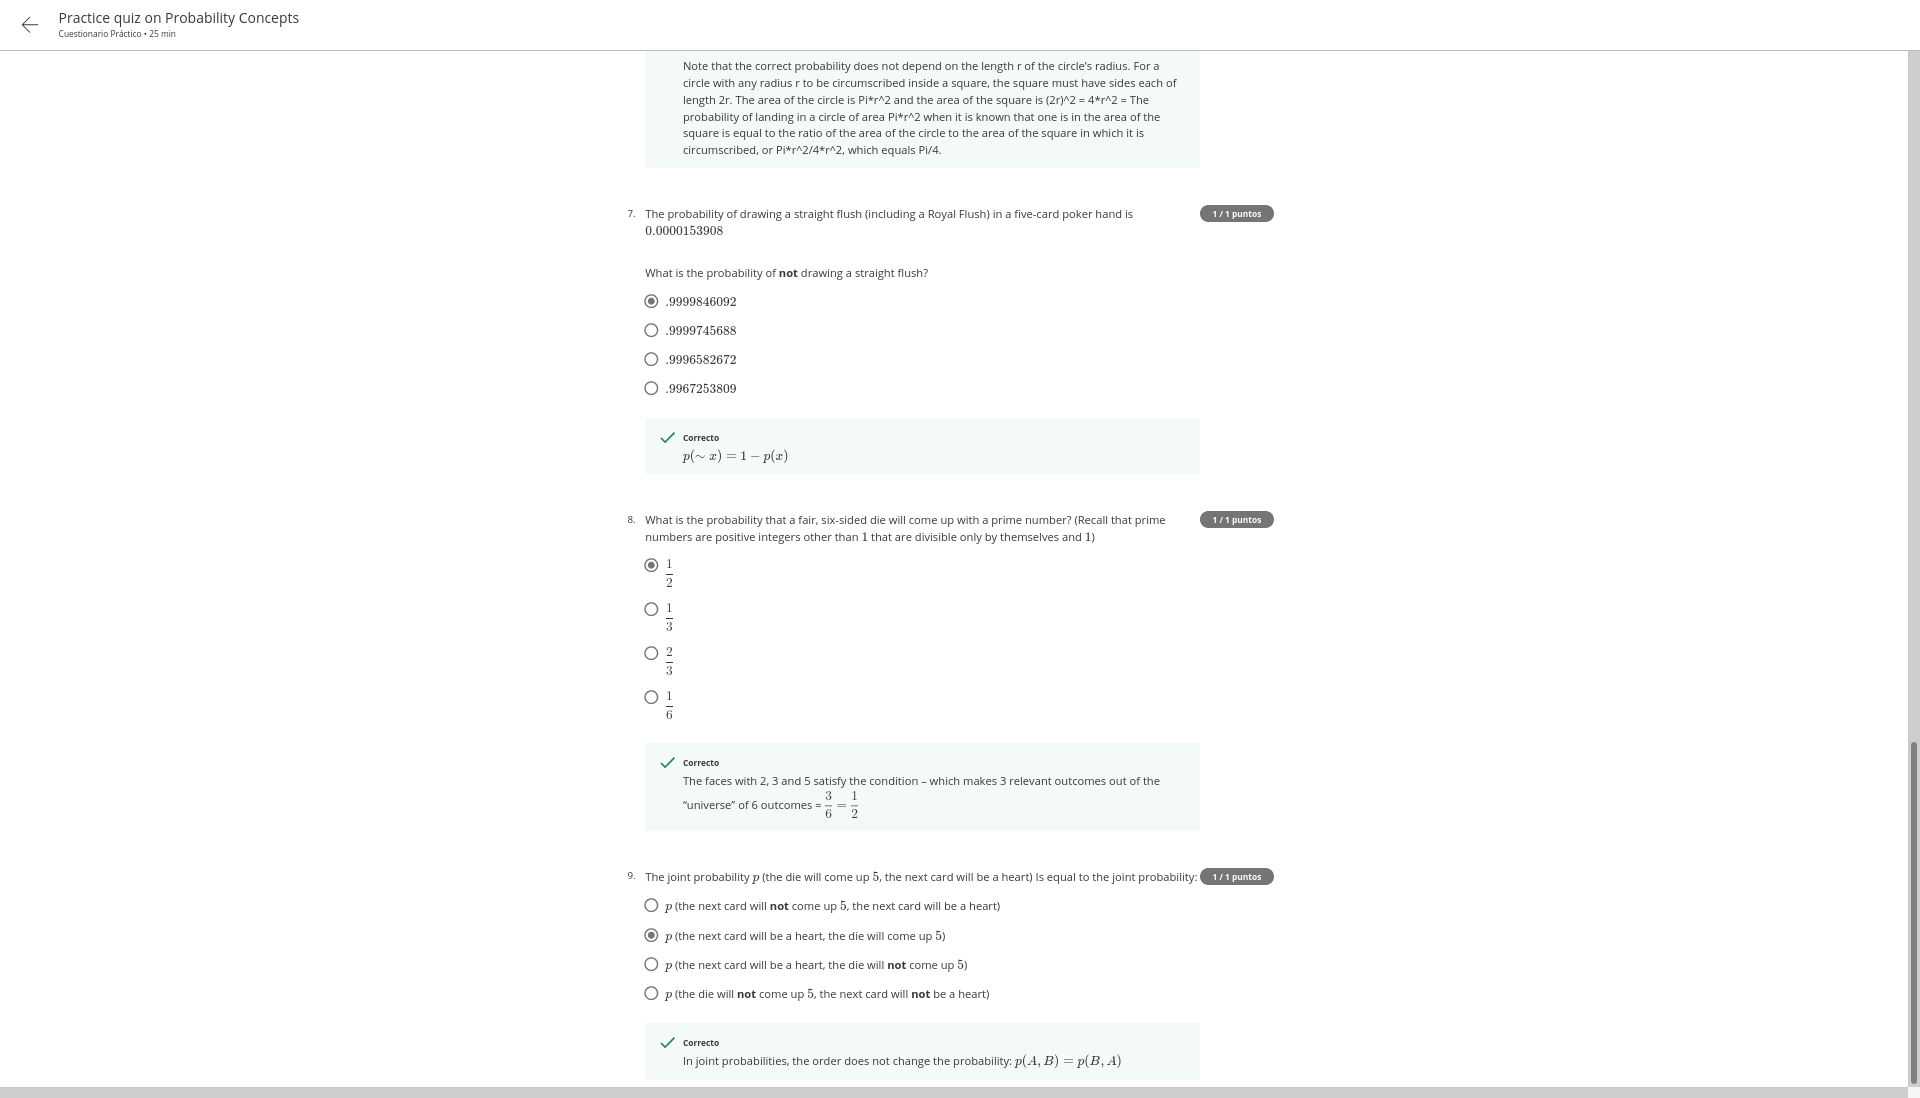 Practice quiz on Probability Concepts
Cuestionario Práctico • 25 min
Note that the correct probability does not depend on the length r of the circle's radius. For a
circle with any radius r to be circumscribed inside a square, the square must have sides each of
length 2r. The area of the circle is Pi*r^2 and the area of the square is (2r)^2 = 4*r^2 = The
probability of landing in a circle of area Pi*r^2 when it is known that one is in the area of the
square is equal to the ratio of the area of the circle to the area of the square in which it is
circumscribed, or Pi*r^2/4*r^2, which equals Pi/4.
7. The probability of drawing a straight flush (including a Royal Flush) in a five-card poker hand is 1 / 1 puntos
0.0000153908
What is the probability of not drawing a straight flush?
.9999846092
.9999745688
.9996582672
.9967253809
Correcto
p(∼ x) = 1 − p(x)
8. What is the probability that a fair, six-sided die will come up with a prime number? (Recall that prime 1 / 1 puntos
numbers are positive integers other than 1 that are divisible only by themselves and 1)
1/2
1/3
2/3
1/6
Correcto
The faces with 2, 3 and 5 satisfy the condition – which makes 3 relevant outcomes out of the
“universe” of 6 outcomes = 3/6 = 1/2
9. The joint probability p (the die will come up 5, the next card will be a heart) Is equal to the joint probability: 1 / 1 puntos
p (the next card will not come up 5, the next card will be a heart)
p (the next card will be a heart, the die will come up 5)
p (the next card will be a heart, the die will not come up 5)
p (the die will not come up 5, the next card will not be a heart)
Correcto
In joint probabilities, the order does not change the probability: p(A, B) = p(B, A)